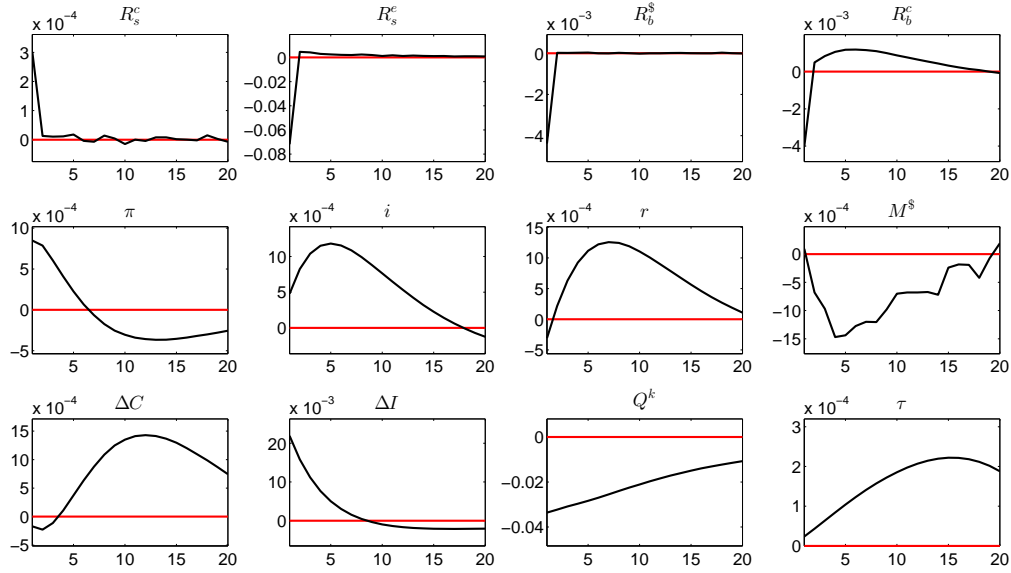 R_s^c R_s^e R_b^$ R_b^c
x 10^-4 x 10^-3 x 10^-3
3 0 0 0
2 −0.02 −2 −2
1 −0.04 −4 −4
0 −0.06
−0.08
5 10 15 20 5 10 15 20 5 10 15 20 5 10 15 20
π i r M^$
x 10^-4 x 10^-4 x 10^-4 x 10^-4
10 10 15 0
5 5 10 −5
0 0 5 −10
−5 0 −15
−5
5 10 15 20 5 10 15 20 5 10 15 20 5 10 15 20
ΔC ΔI Q^k τ
x 10^-4 x 10^-3 x 10^-4
15 20 0 3
10 10 −0.02 2
5 0 −0.04 1
0 0
−5
5 10 15 20 5 10 15 20 5 10 15 20 5 10 15 20